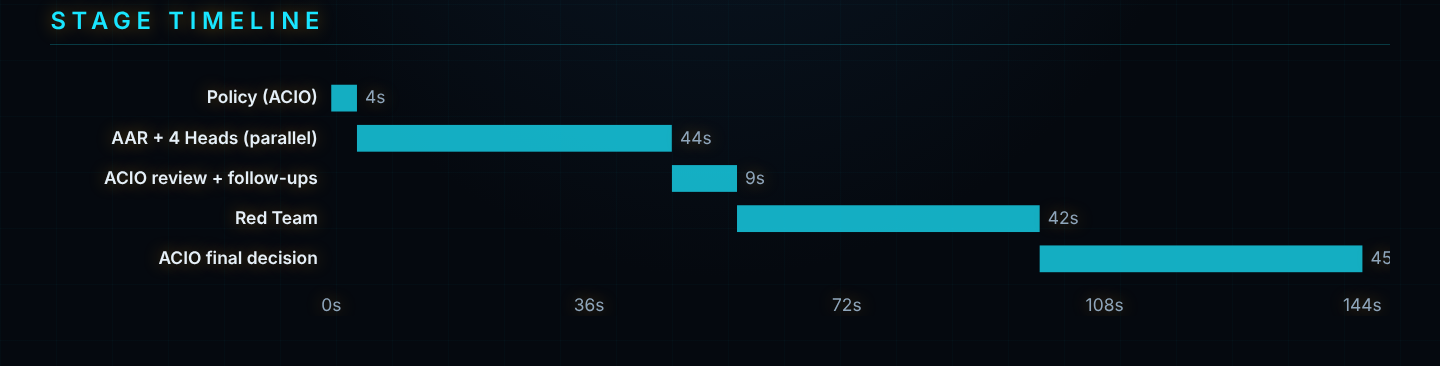 STAGE TIMELINE
Policy (ACIO) 4s
AAR + 4 Heads (parallel) 44s
ACIO review + follow-ups 9s
Red Team 42s
ACIO final decision 45
0s 36s 72s 108s 144s